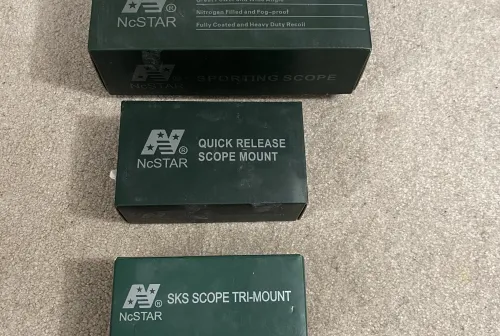 Nitrogen Filled and Fog-proof
Fully Coated and Heavy Duty Recoil
NcSTAR®
SPORTING SCOPE
NcSTAR®
QUICK RELEASE
SCOPE MOUNT
NcSTAR®
SKS SCOPE TRI-MOUNT
NcSTAR®